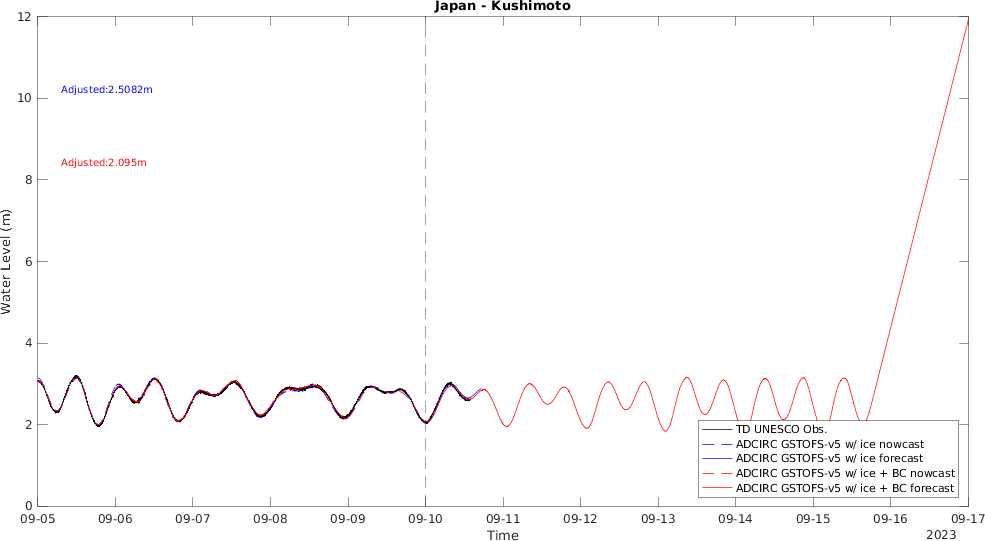 Japan - Kushimoto
12
10
8
6
4
2
0
Water Level (m)
Adjusted:2.5082m
Adjusted:2.095m
TD UNESCO Obs.
ADCIRC GSTOFS-v5 w/ ice nowcast
ADCIRC GSTOFS-v5 w/ ice forecast
ADCIRC GSTOFS-v5 w/ ice + BC nowcast
ADCIRC GSTOFS-v5 w/ ice + BC forecast
09-05 09-06 09-07 09-08 09-09 09-10 09-11 09-12 09-13 09-14 09-15 09-16 09-17
Time
2023